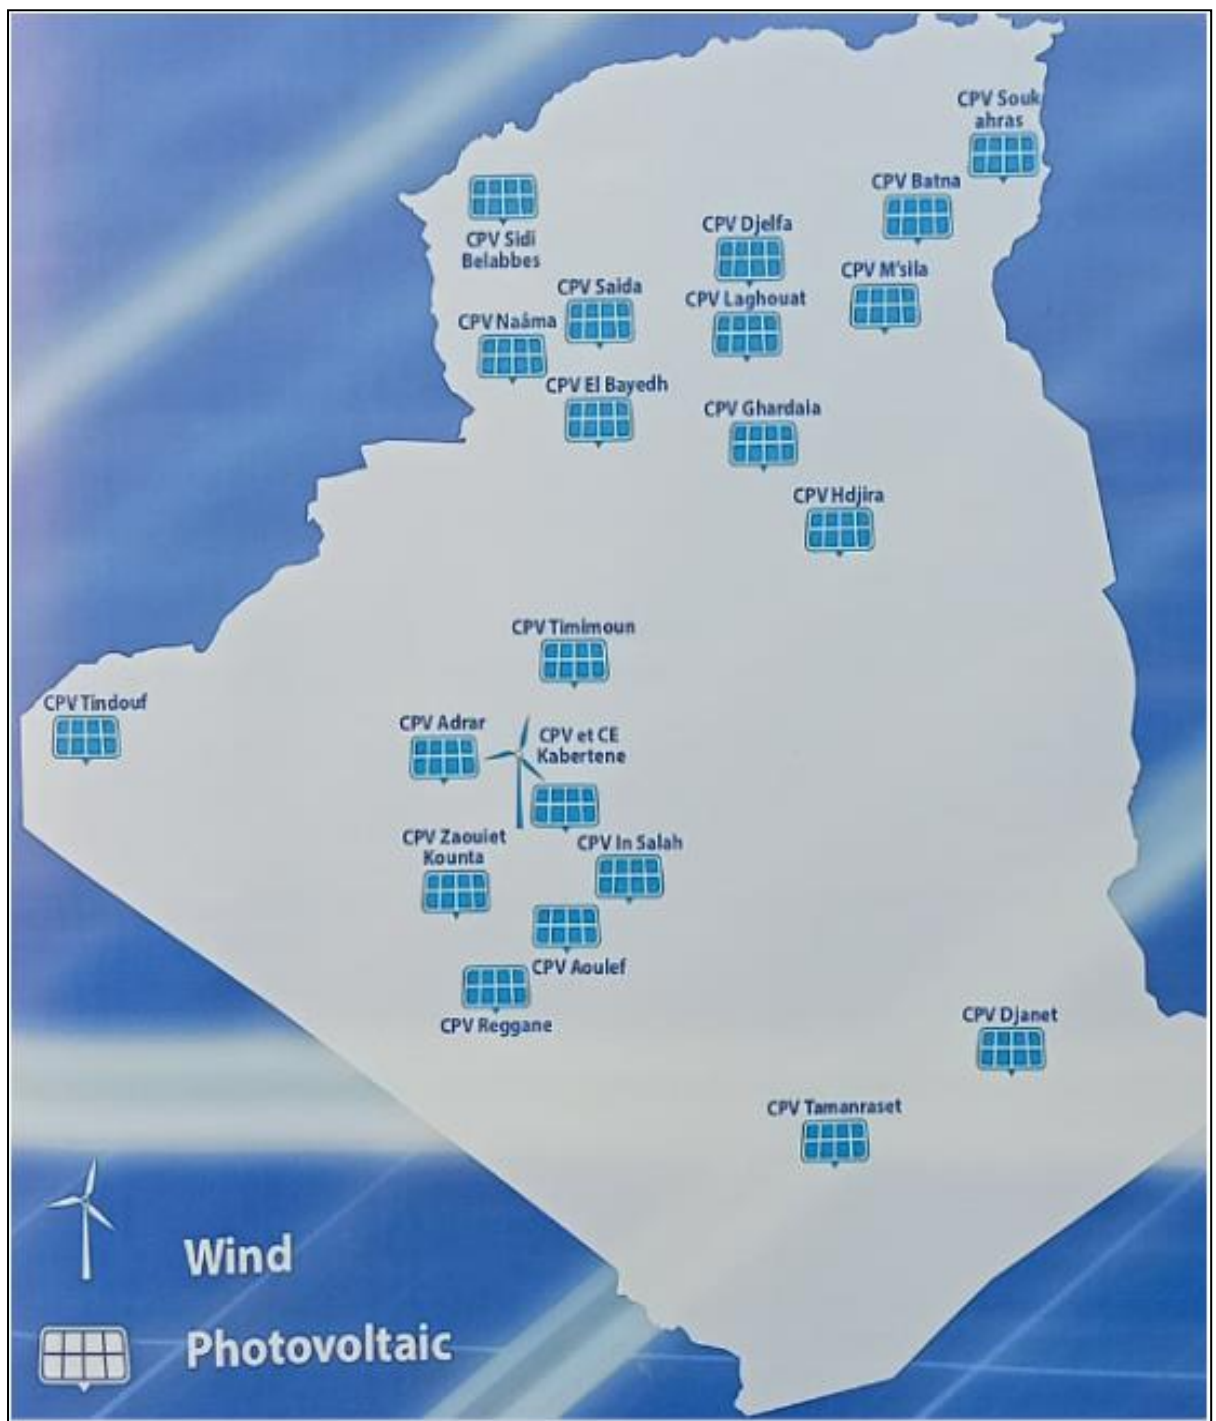 CPV Souk
ahras
CPV Batna
CPV Djelfa
CPV Sidi
Belabbes
CPV M'sila
CPV Saida
CPV Laghouat
CPV Naâma
CPV El Bayedh
CPV Ghardaia
CPV Hdjira
CPV Timimoun
CPV Tindouf
CPV Adrar
CPV et CE
Kabertene
CPV Zaouiet
Kounta
CPV In Salah
CPV Aoulef
CPV Reggane
CPV Djanet
CPV Tamanraset
Wind
Photovoltaic